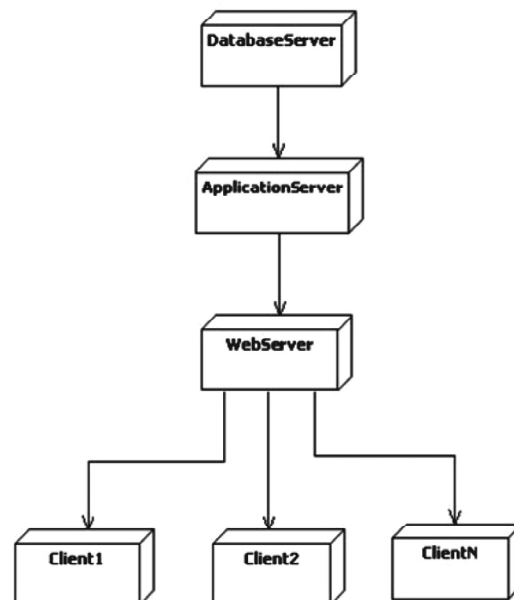 DatabaseServer
ApplicationServer
WebServer
Client1
Client2
ClientN